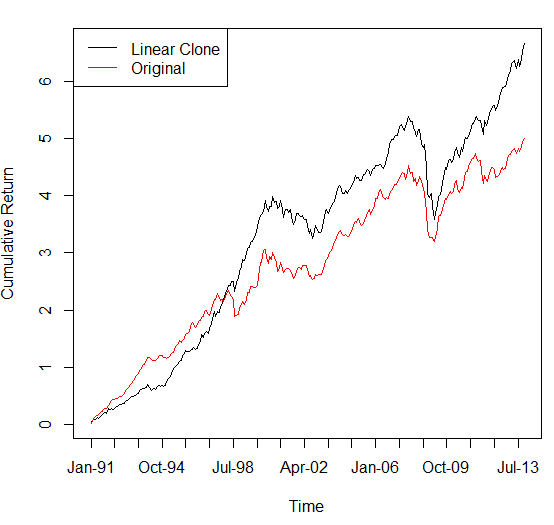 Linear Clone
Original
Cumulative Return
6
5
4
3
2
1
0
Jan-91 Oct-94 Jul-98 Apr-02 Jan-06 Oct-09 Jul-13
Time